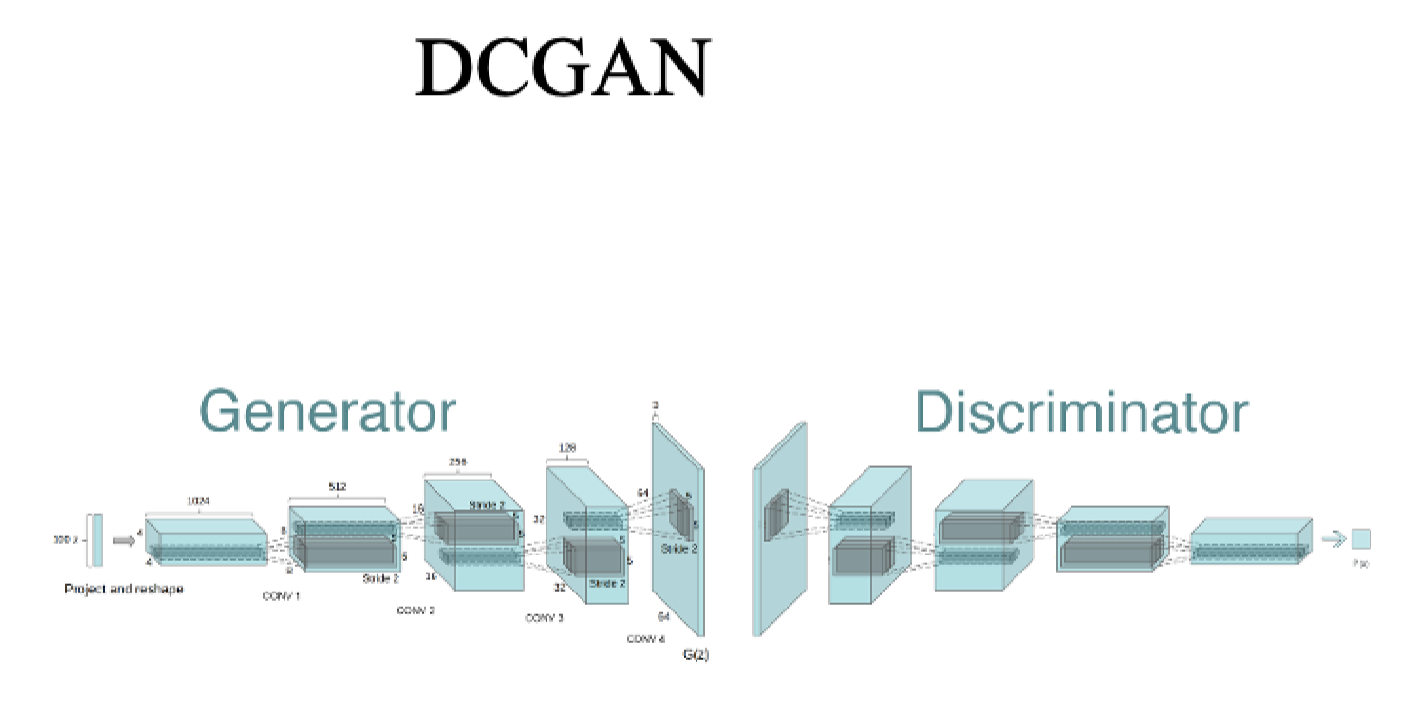 DCGAN
Generator
Discriminator
3
128
256
512
1024
64
16
Stride 2
32
4
5
5
8
5
5
100 z
5
Stride 2
4
8
5
Stride 2
16
32
Stride 2
Project and reshape
CONV 1
CONV 2
CONV 3
64
CONV 4
G(Z)